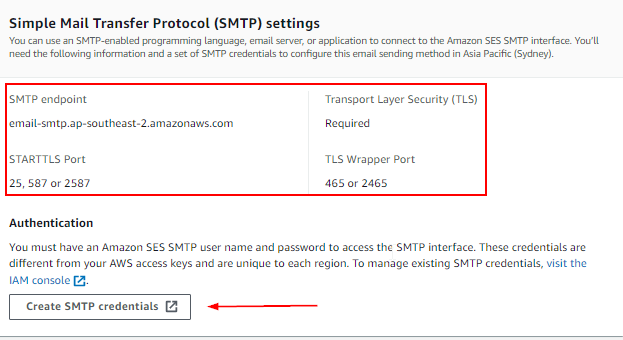 Simple Mail Transfer Protocol (SMTP) settings
You can use an SMTP-enabled programming language, email server, or application to connect to the Amazon SES SMTP interface. You'll
need the following information and a set of SMTP credentials to configure this email sending method in Asia Pacific (Sydney).
SMTP endpoint
email-smtp.ap-southeast-2.amazonaws.com
Transport Layer Security (TLS)
Required
STARTTLS Port
25, 587 or 2587
TLS Wrapper Port
465 or 2465
Authentication
You must have an Amazon SES SMTP user name and password to access the SMTP interface. These credentials are
different from your AWS access keys and are unique to each region. To manage existing SMTP credentials, visit the
IAM console.
Create SMTP credentials